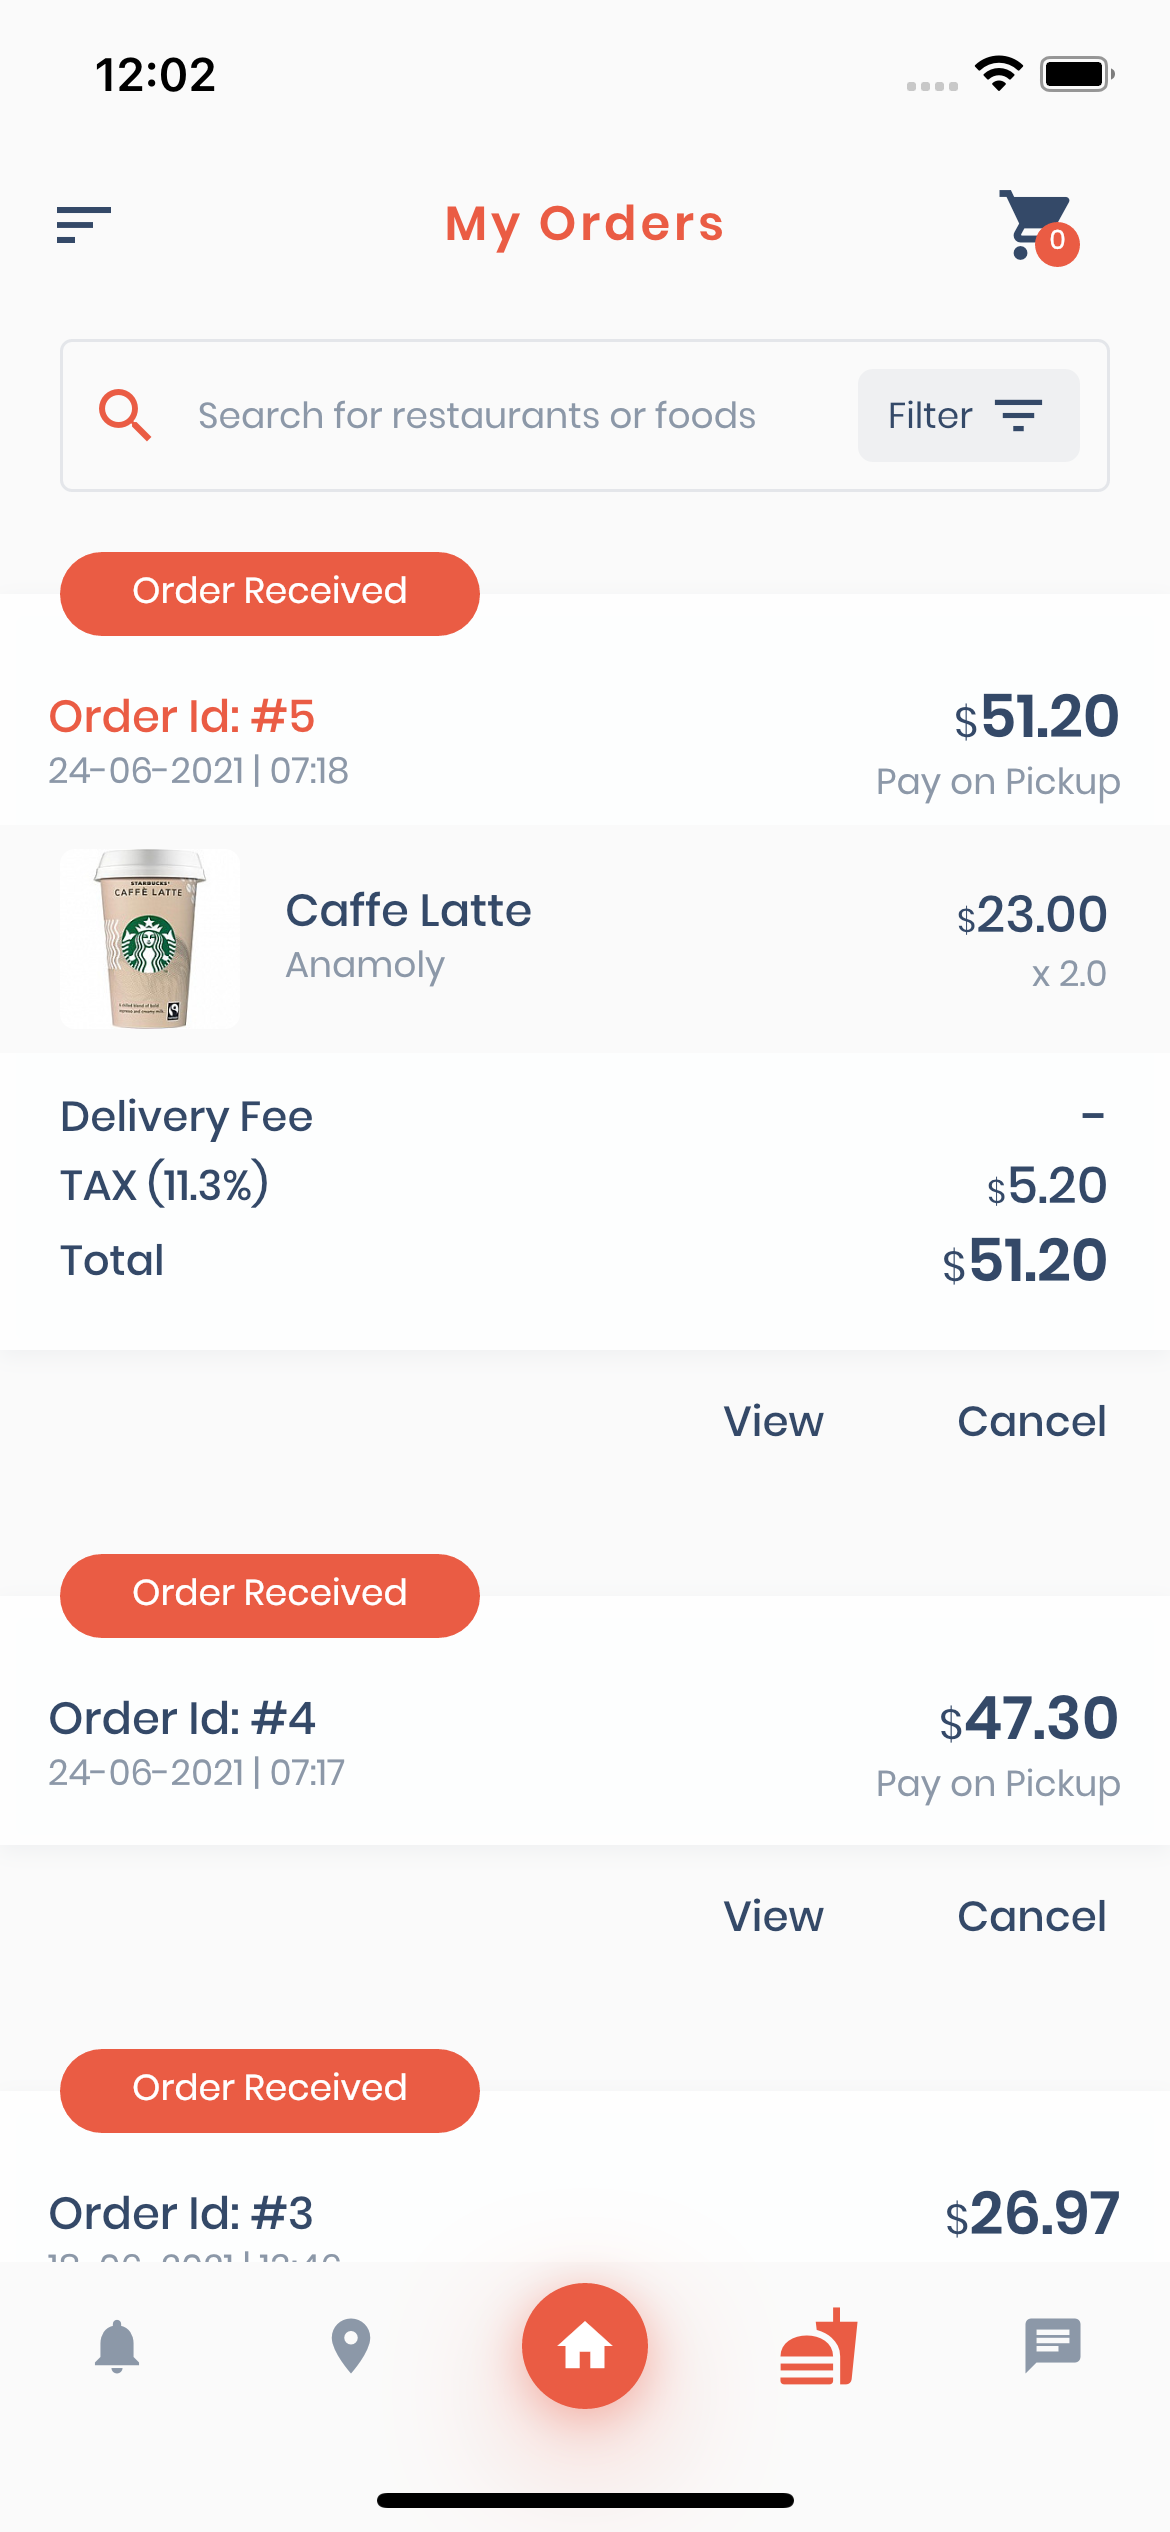 12:02
My Orders
0
Search for restaurants or foods
Filter
Order Received
Order Id: #5
$51.20
24-06-2021 | 07:18
Pay on Pickup
STARBUCKS
CAFFÈ LATTE
Caffe Latte
$23.00
Anamoly
x 2.0
Delivery Fee
-
TAX (11.3%)
$5.20
Total
$51.20
View
Cancel
Order Received
Order Id: #4
$47.30
24-06-2021 | 07:17
Pay on Pickup
View
Cancel
Order Received
Order Id: #3
$26.97